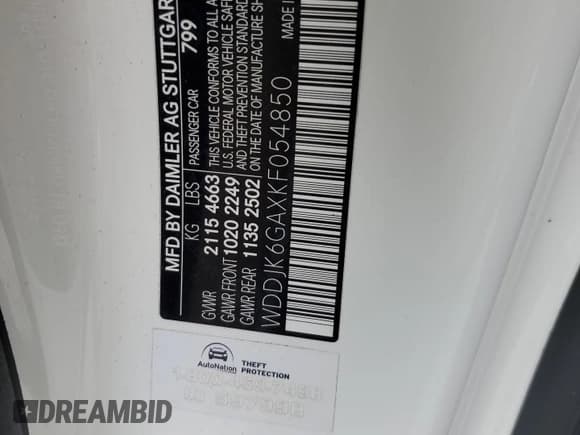 MFD BY DAIMLER AG STUTTGAR
799
KG LBS PASSENGER CAR
GVWR 2115 4663 THIS VEHICLE CONFORMS TO ALL A
GAWR FRONT 1020 2249 U.S. FEDERAL MOTOR VEHICLE SAFE
GAWR REAR 1135 2502 AND THEFT PREVENTION STANDARD
ON THE DATE OF MANUFACTURE SH
WDDJK6GAXKF054850
MADE I
AutoNation
THEFT
PROTECTION
DREAMBID